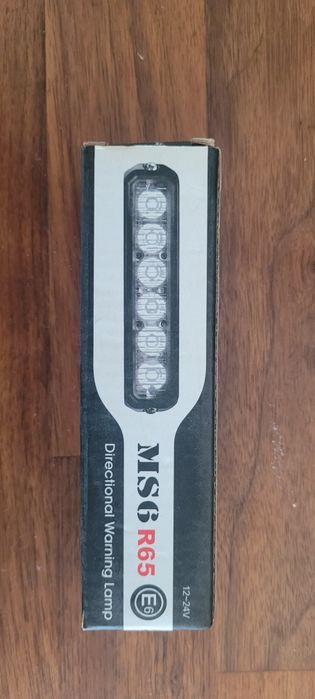 MS6 R65 E6
Directional Warning Lamp
12~24V